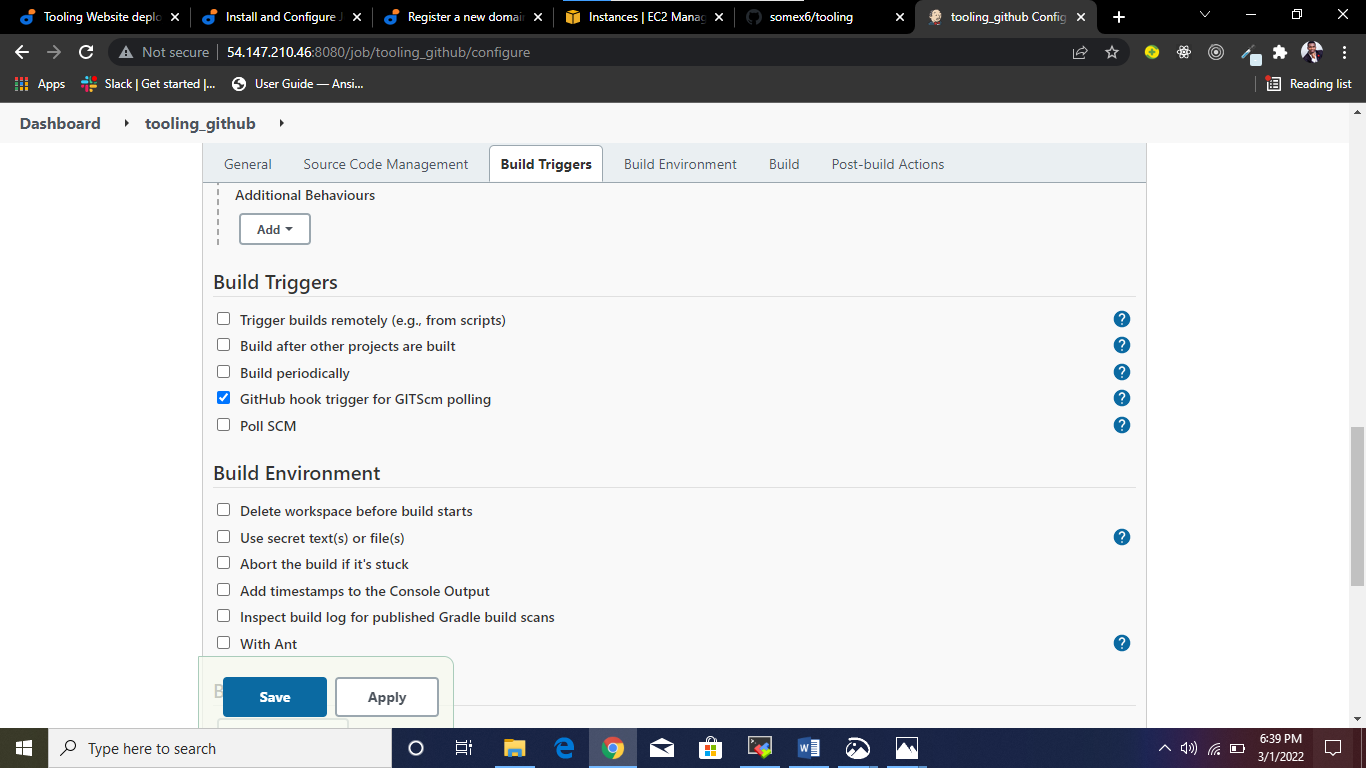 Tooling Website deplo
Install and Configure J
Register a new domai
Instances | EC2 Manag
somex6/tooling
tooling_github Config
Not secure
54.147.210.46:8080/job/tooling_github/configure
Apps
Slack | Get started |...
User Guide — Ansi...
Reading list
Dashboard
tooling_github
General
Source Code Management
Build Triggers
Build Environment
Build
Post-build Actions
Additional Behaviours
Add
Build Triggers
Trigger builds remotely (e.g., from scripts)
Build after other projects are built
Build periodically
GitHub hook trigger for GITScm polling
Poll SCM
Build Environment
Delete workspace before build starts
Use secret text(s) or file(s)
Abort the build if it's stuck
Add timestamps to the Console Output
Inspect build log for published Gradle build scans
With Ant
Save
Apply
Type here to search
6:39 PM
3/1/2022